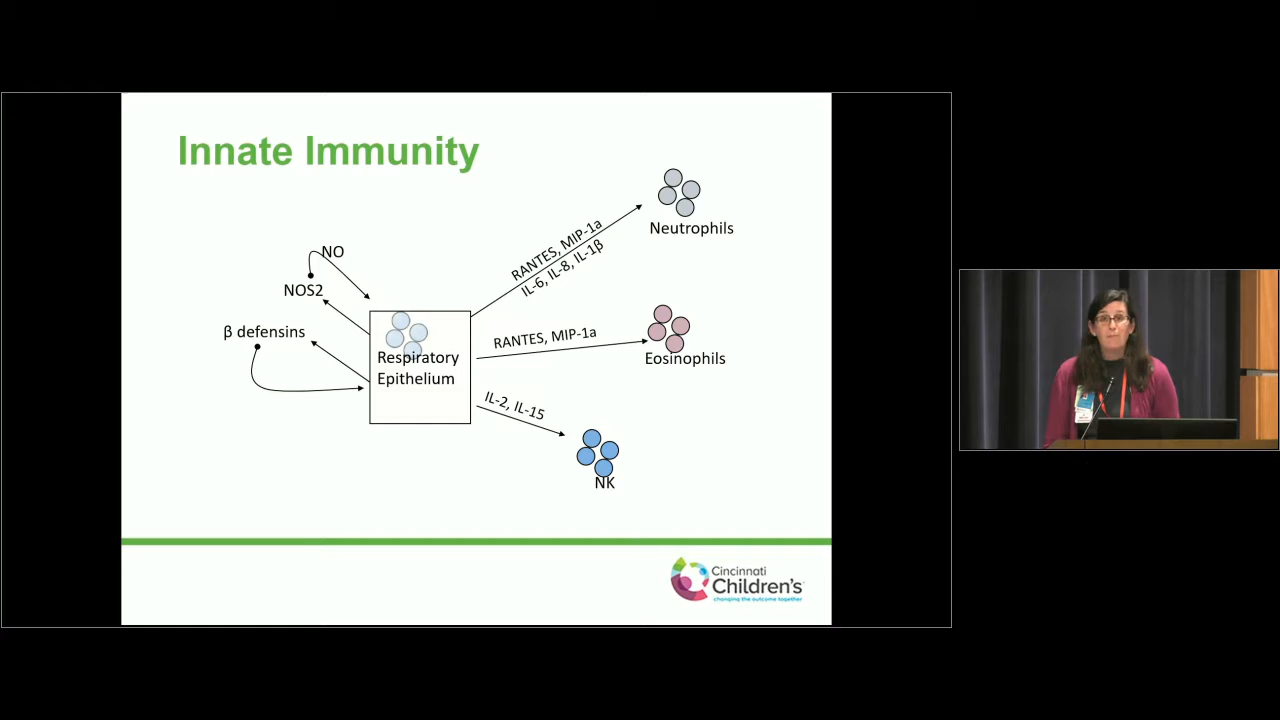 Innate Immunity
NO
NOS2
β defensins
Respiratory
Epithelium
RANTES, MIP-1a
IL-6, IL-8, IL-1β
Neutrophils
RANTES, MIP-1a
Eosinophils
IL-2, IL-15
NK
Cincinnati
Children's
changing the outcome together